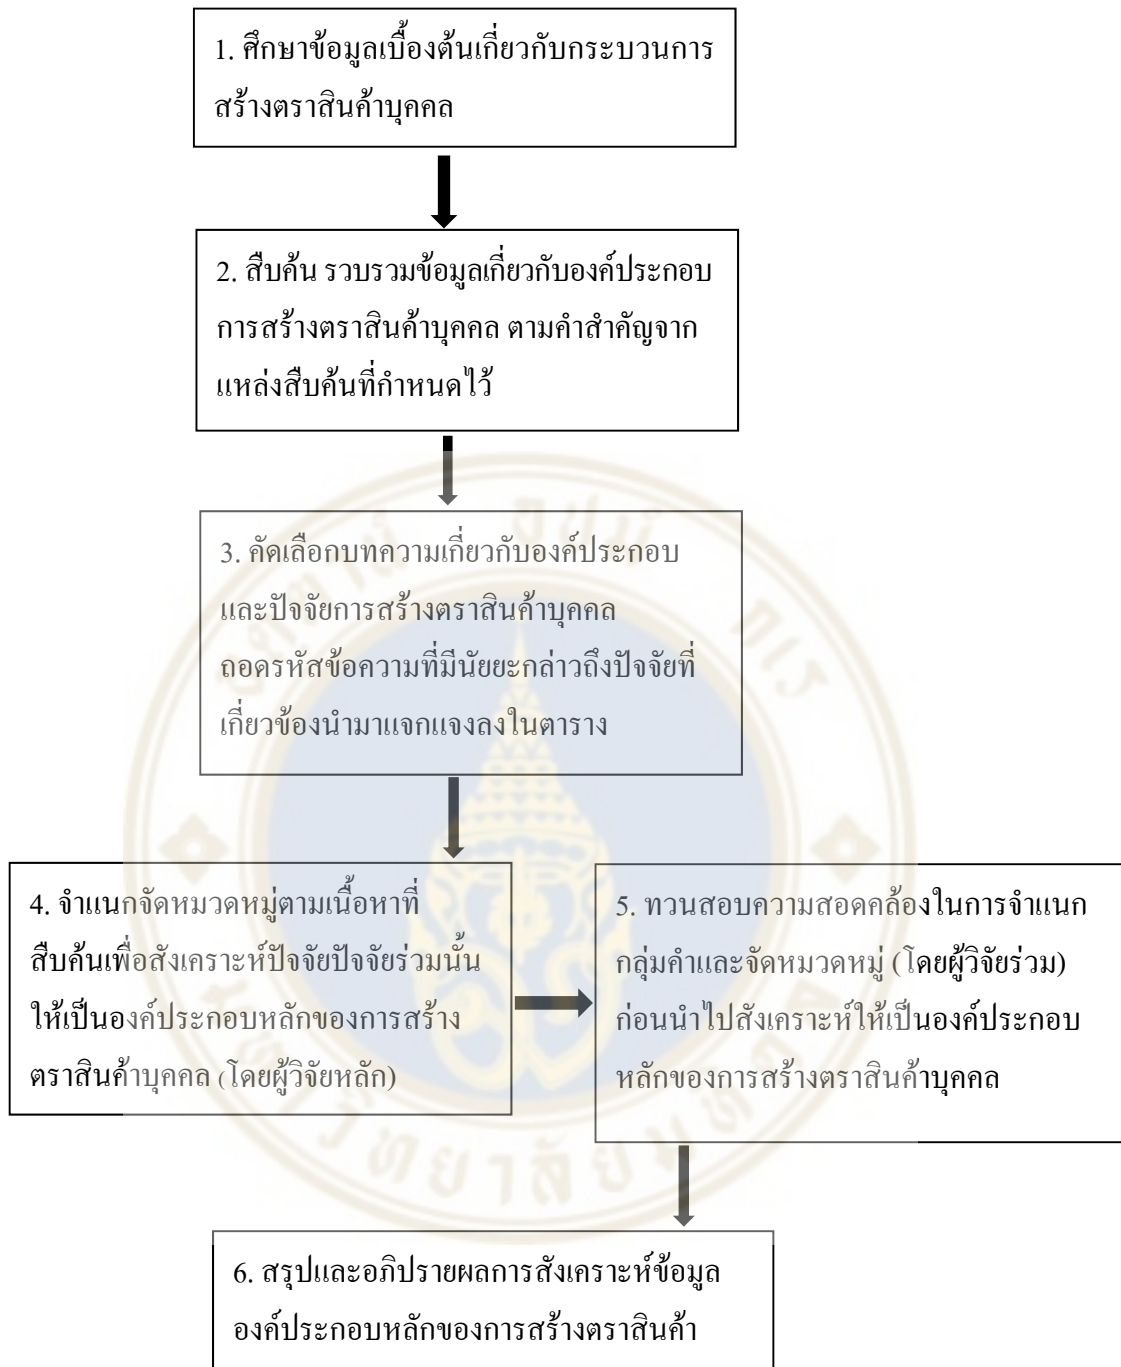 1. ศึกษาข้อมูลเบื้องต้นเกี่ยวกับกระบวนการ
สร้างตราสินค้าบุคคล
2. สืบค้น รวบรวมข้อมูลเกี่ยวกับองค์ประกอบ
การสร้างตราสินค้าบุคคล ตามคำสำคัญจาก
แหล่งสืบค้นที่กำหนดไว้
3. คัดเลือกบทความเกี่ยวกับองค์ประกอบ
และปัจจัยการสร้างตราสินค้าบุคคล
ถอดรหัสข้อความที่มีนัยยะกล่าวถึงปัจจัยที่
เกี่ยวข้องนำมาแจกแจงลงในตาราง
4. จำแนกจัดหมวดหมู่ตามเนื้อหาที่
สืบค้นเพื่อสังเคราะห์ปัจจัยปัจจัยร่วมนั้น
ให้เป็นองค์ประกอบหลักของการสร้าง
ตราสินค้าบุคคล (โดยผู้วิจัยหลัก)
5. ทวนสอบความสอดคล้องในการจำแนก
กลุ่มคำและจัดหมวดหมู่ (โดยผู้วิจัยร่วม)
ก่อนนำไปสังเคราะห์ให้เป็นองค์ประกอบ
หลักของการสร้างตราสินค้าบุคคล
6. สรุปและอภิปรายผลการสังเคราะห์ข้อมูล
องค์ประกอบหลักของการสร้างตราสินค้า